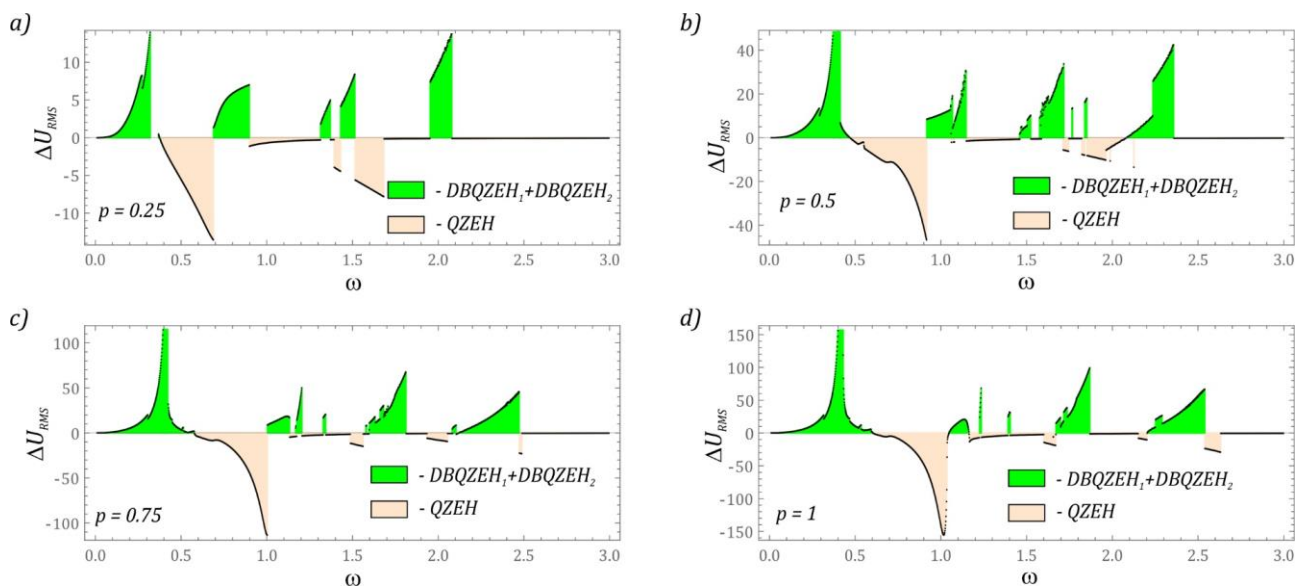 a)
ΔU_RMS
10
5
0
-5
-10
- DBQZEH₁+DBQZEH₂
- QZEH
p = 0.25
0.0 0.5 1.0 1.5 2.0 2.5 3.0
ω
b)
ΔU_RMS
40
20
0
-20
-40
- DBQZEH₁+DBQZEH₂
- QZEH
p = 0.5
0.0 0.5 1.0 1.5 2.0 2.5 3.0
ω
c)
ΔU_RMS
100
50
0
-50
-100
- DBQZEH₁+DBQZEH₂
- QZEH
p = 0.75
0.0 0.5 1.0 1.5 2.0 2.5 3.0
ω
d)
ΔU_RMS
150
100
50
0
-50
-100
-150
- DBQZEH₁+DBQZEH₂
- QZEH
p = 1
0.0 0.5 1.0 1.5 2.0 2.5 3.0
ω